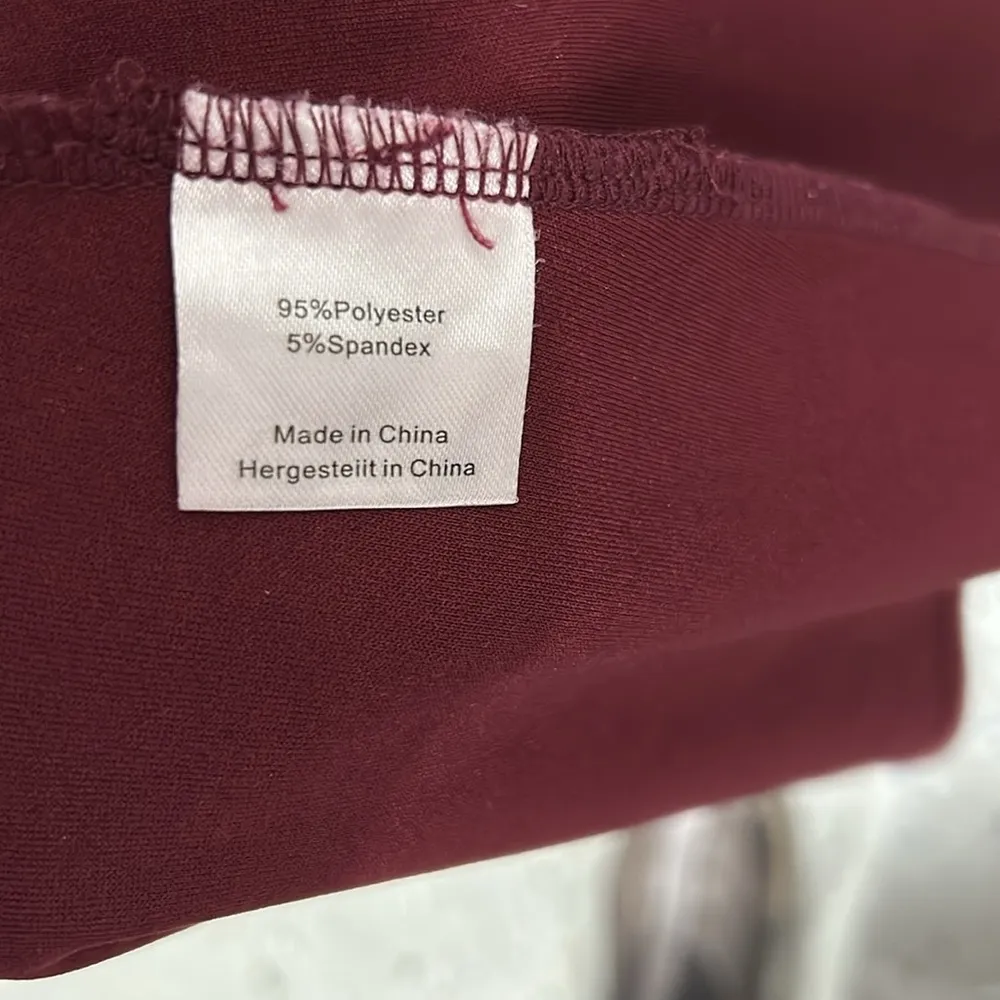 95%Polyester
5%Spandex
Made in China
Hergesteiit in China